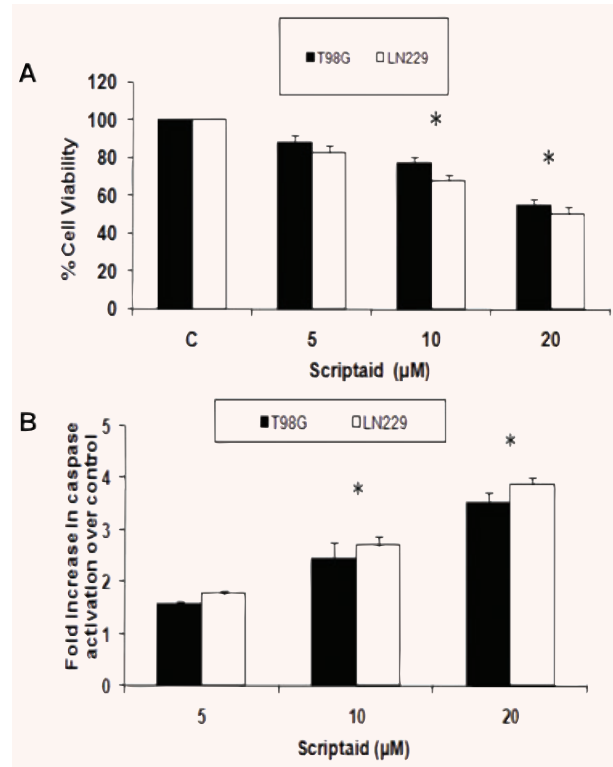 T98G LN229
A
120
100
80
60
40
20
0
% Cell Viability
*
*
C 5 10 20
Scriptaid (µM)
B
T98G LN229
5
4
3
2
1
0
Fold increase In caspase
activation over control
*
*
5 10 20
Scriptaid (µM)